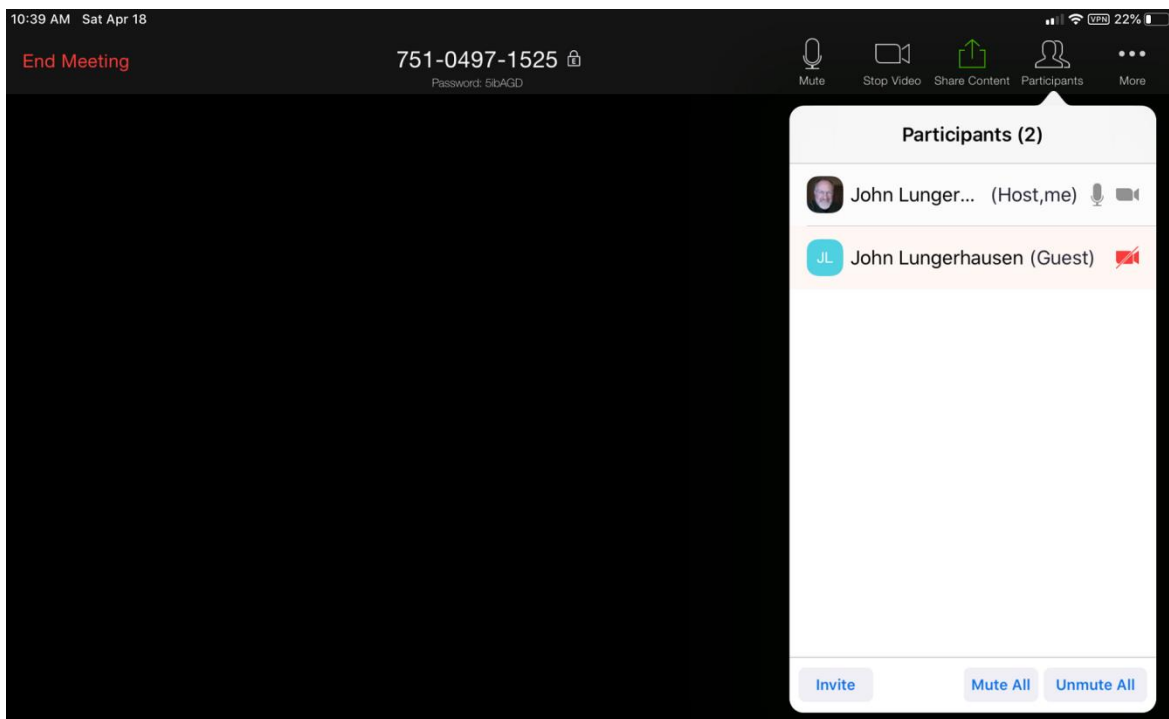 10:39 AM Sat Apr 18
VPN 22%
End Meeting
751-0497-1525
Password: 5ibAGD
Mute Stop Video Share Content Participants More
Participants (2)
John Lunger... (Host,me)
JL John Lungerhausen (Guest)
Invite Mute All Unmute All